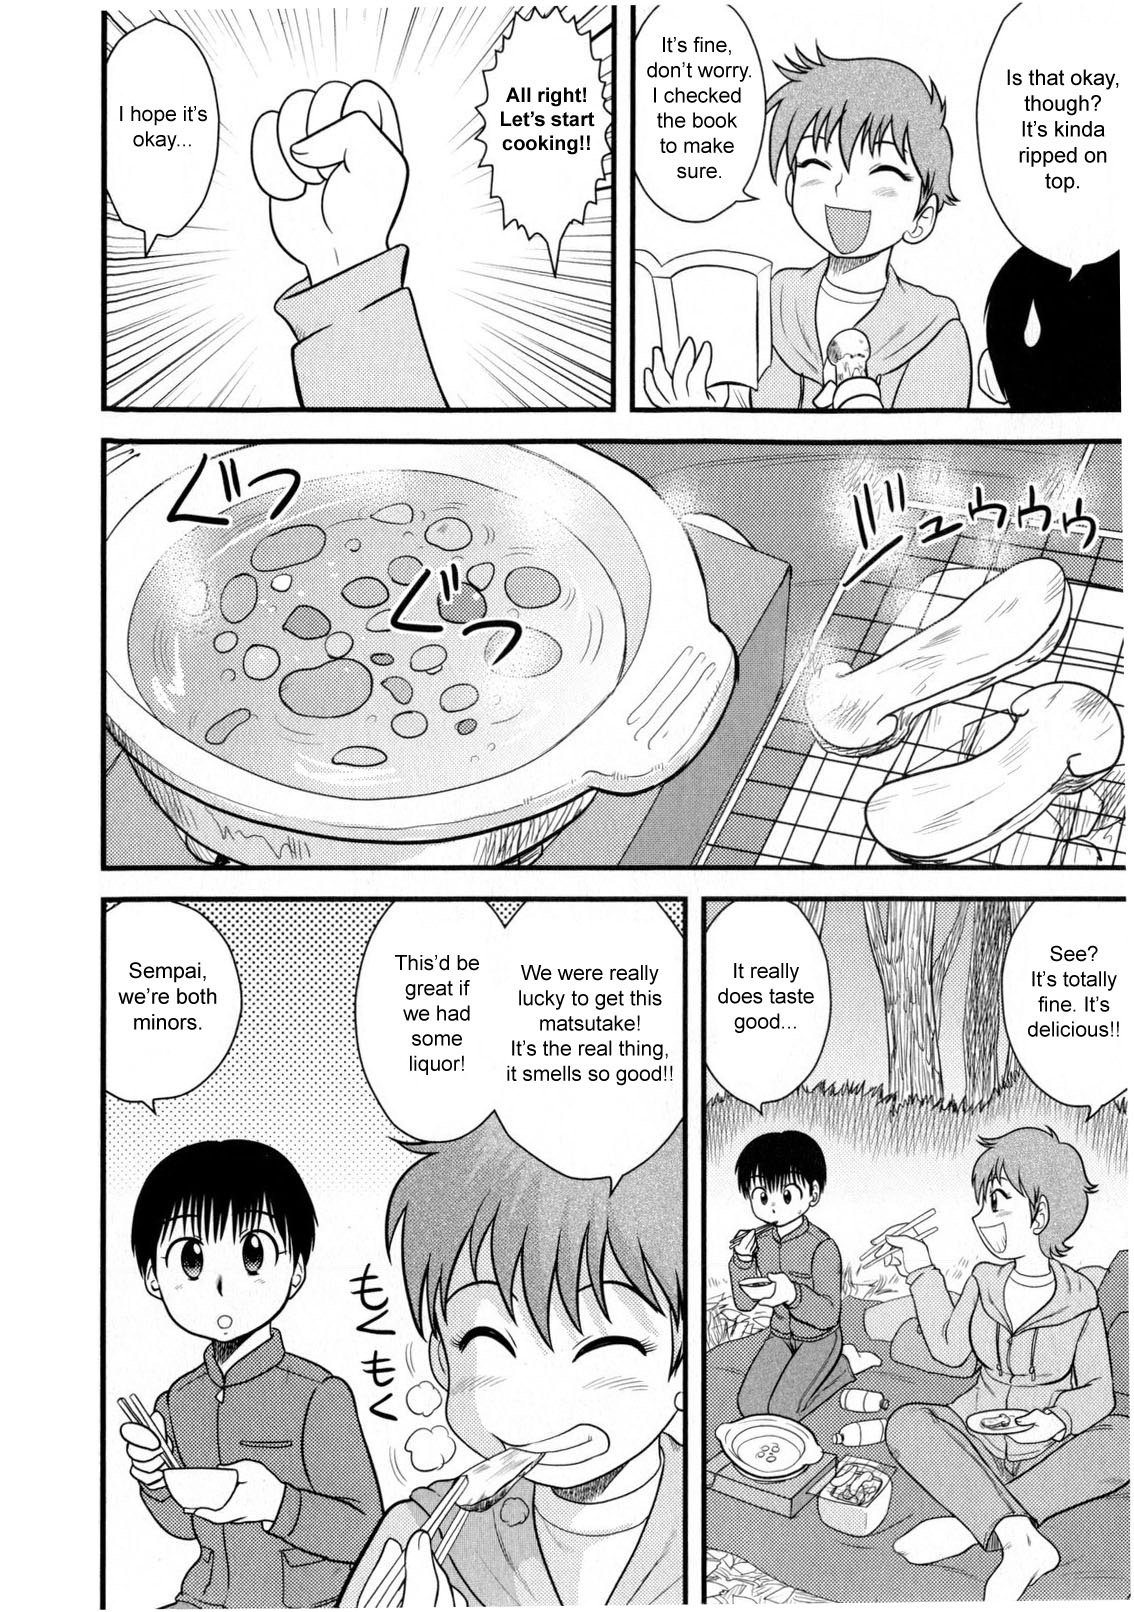 Is that okay,
though?
It's kinda
ripped on
top.
It's fine,
don't worry.
I checked
the book
to make
sure.
All right!
Let's start
cooking!!
I hope it's
okay...
ジュゥゥゥ
ぐつ
ぐつ
See?
It's totally
fine. It's
delicious!!
It really
does taste
good...
We were really
lucky to get this
matsutake!
It's the real thing,
it smells so good!!
This'd be
great if
we had
some
liquor!
もぐ
もぐ
Sempai,
we're both
minors.